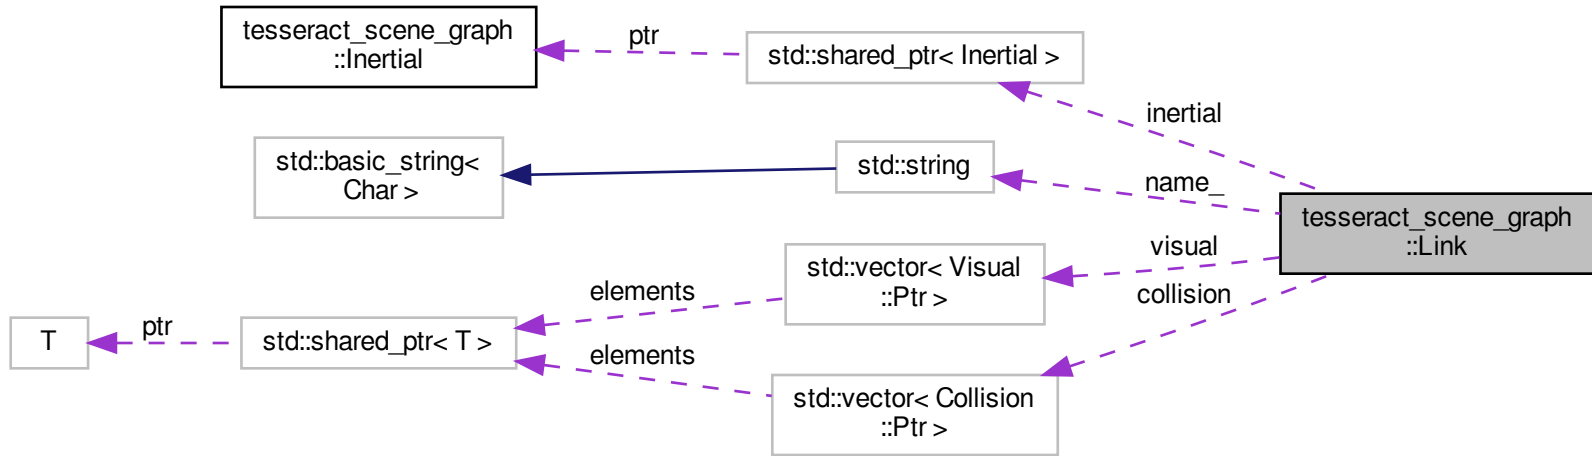 tesseract_scene_graph
::Inertial
ptr
std::shared_ptr< Inertial >
inertial
std::basic_string<
Char >
std::string
name_
tesseract_scene_graph
::Link
std::vector< Visual
::Ptr >
visual
collision
elements
T
ptr
std::shared_ptr< T >
elements
std::vector< Collision
::Ptr >